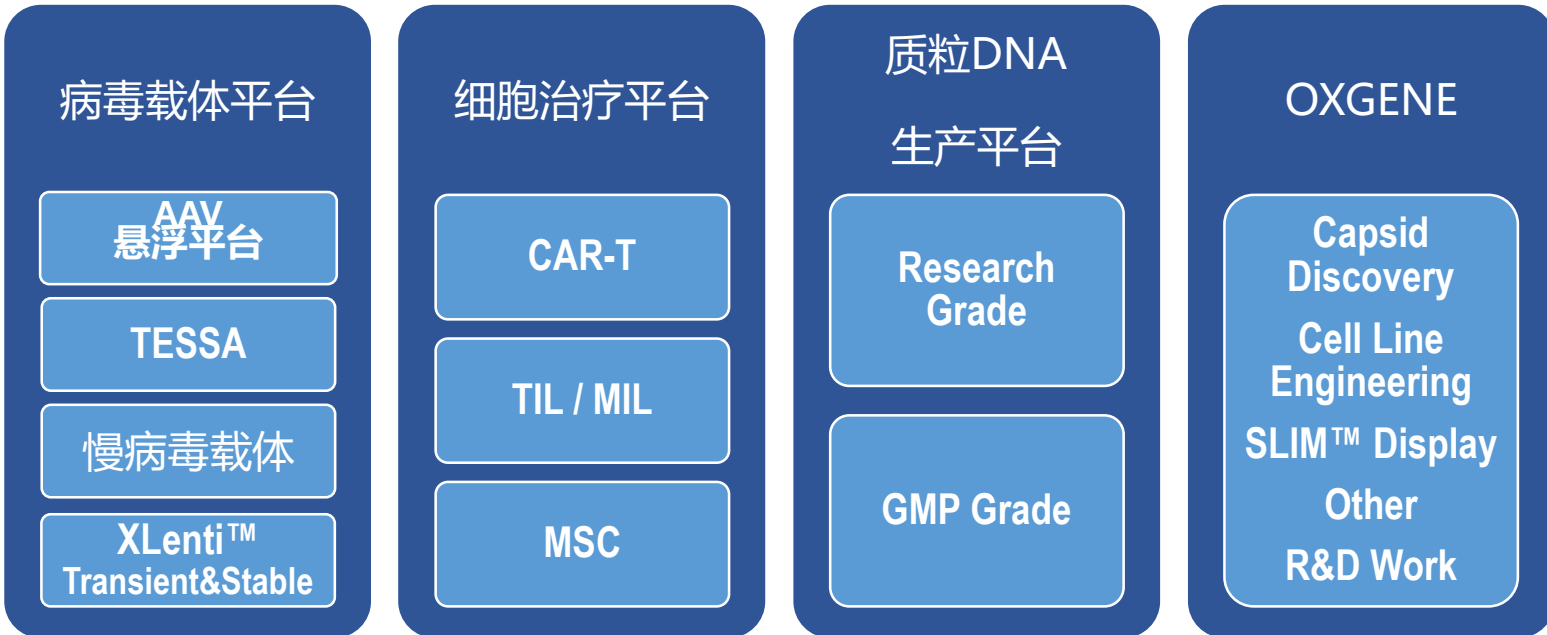 病毒载体平台
AAV
悬浮平台
TESSA
慢病毒载体
XLenti™
Transient&Stable
细胞治疗平台
CAR-T
TIL / MIL
MSC
质粒DNA
生产平台
Research
Grade
GMP Grade
OXGENE
Capsid
Discovery
Cell Line
Engineering
SLIM™ Display
Other
R&D Work